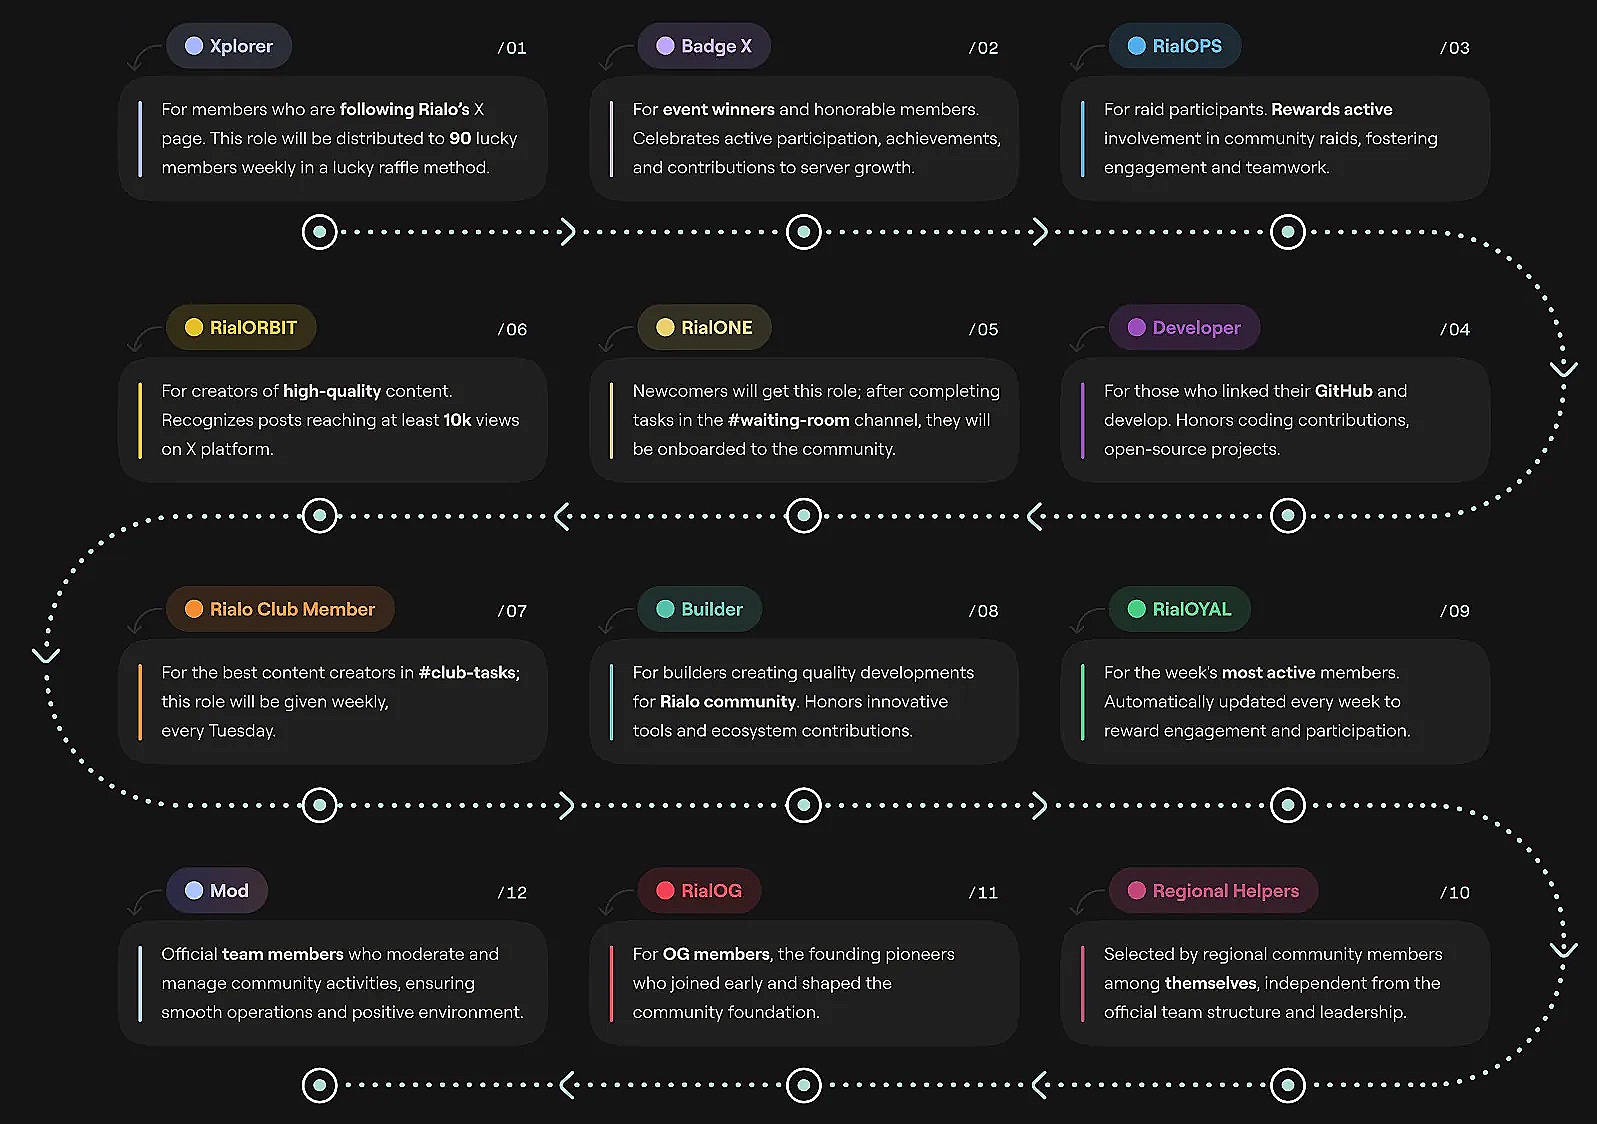 Xplorer /01
For members who are following Rialo’s X
page. This role will be distributed to 90 lucky
members weekly in a lucky raffle method.
Badge X /02
For event winners and honorable members.
Celebrates active participation, achievements,
and contributions to server growth.
RialOPS /03
For raid participants. Rewards active
involvement in community raids, fostering
engagement and teamwork.
RialORBIT /06
For creators of high-quality content.
Recognizes posts reaching at least 10k views
on X platform.
RialONE /05
Newcomers will get this role; after completing
tasks in the #waiting-room channel, they will
be onboarded to the community.
Developer /04
For those who linked their GitHub and
develop. Honors coding contributions,
open-source projects.
Rialo Club Member /07
For the best content creators in #club-tasks;
this role will be given weekly,
every Tuesday.
Builder /08
For builders creating quality developments
for Rialo community. Honors innovative
tools and ecosystem contributions.
RialOYAL /09
For the week's most active members.
Automatically updated every week to
reward engagement and participation.
Mod /12
Official team members who moderate and
manage community activities, ensuring
smooth operations and positive environment.
RialOG /11
For OG members, the founding pioneers
who joined early and shaped the
community foundation.
Regional Helpers /10
Selected by regional community members
among themselves, independent from the
official team structure and leadership.